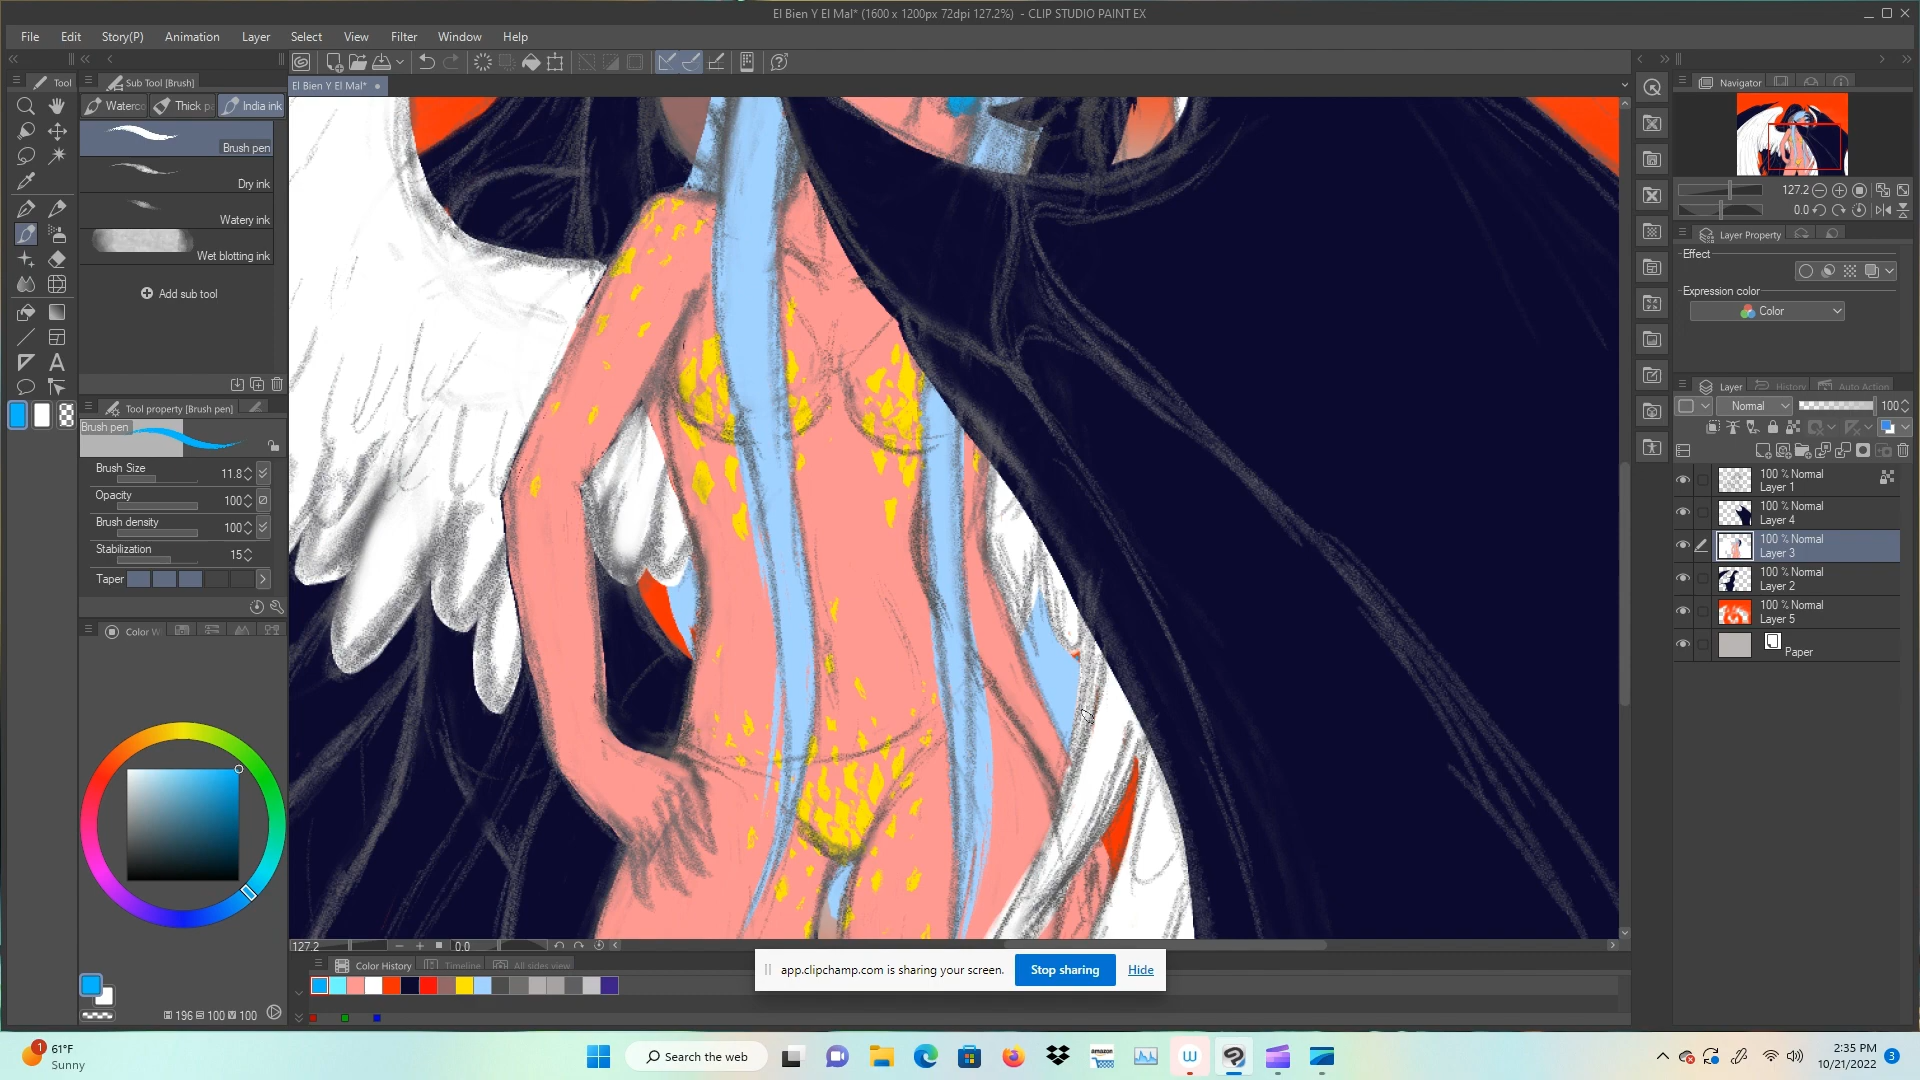 El Bien Y El Mal* (1600 x 1200px 72dpi 127.2%) - CLIP STUDIO PAINT EX
File Edit Story(P) Animation Layer Select View Filter Window Help
Tool
Sub Tool [Brush]
El Bien Y El Mal*
Navigator
Thick
India ink
Brush pen
Dry ink
Watery ink
Wet blotting ink
Add sub tool
127.2
0.0
Layer Property
Effect
Expression color
Color
Layer History Auto Action
Normal 100
Tool property [Brush pen]
Brush pen
Brush Size 11.8
Opacity 100
Brush density 100
Stabilization 15
Taper
100 % Normal
Layer 1
100 % Normal
Layer 4
100 % Normal
Layer 3
100 % Normal
Layer 2
100 % Normal
Layer 5
Paper
Color W
127.2 0.0
Color History Timeline All sides view
app.clipchamp.com is sharing your screen. Stop sharing Hide
196 100 100
1
61°F
Sunny
Search the web
amazon
2:35 PM
10/21/2022
3